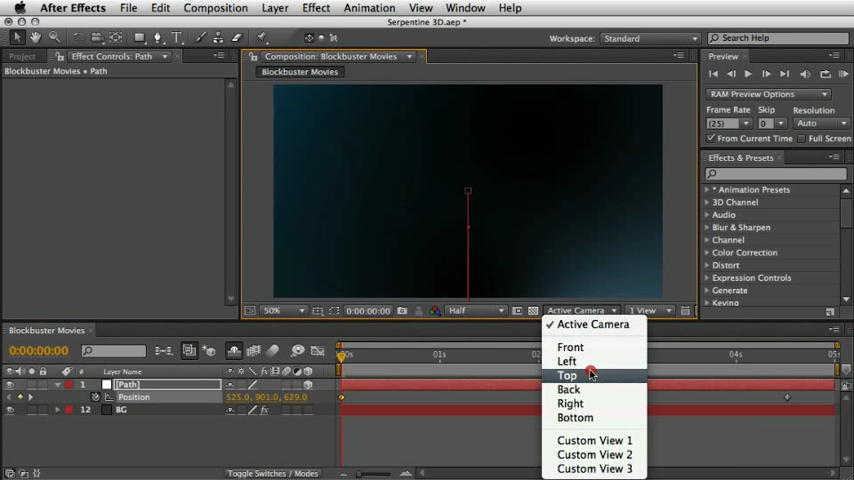 After Effects File Edit Composition Layer Effect Animation View Window Help
Serpentine 3D.aep *
Workspace: Standard Search Help
Project Effect Controls: Path Composition: Blockbuster Movies Preview
Blockbuster Movies • Path Blockbuster Movies
RAM Preview Options
Frame Rate Skip Resolution
(25) 0 Auto
From Current Time Full Screen
Effects & Presets
* Animation Presets
3D Channel
Audio
Blur & Sharpen
Channel
Color Correction
Distort
Expression Controls
Generate
Keying
50% 0:00:00:00 Half Active Camera 1 View
Active Camera
Front
Left
Top
Back
Right
Bottom
Custom View 1
Custom View 2
Custom View 3
Blockbuster Movies
0:00:00:00 01s 04s
# Layer Name
1 [Path]
Position 525.0, 901.0, 629.0
12 BG
Toggle Switches / Modes